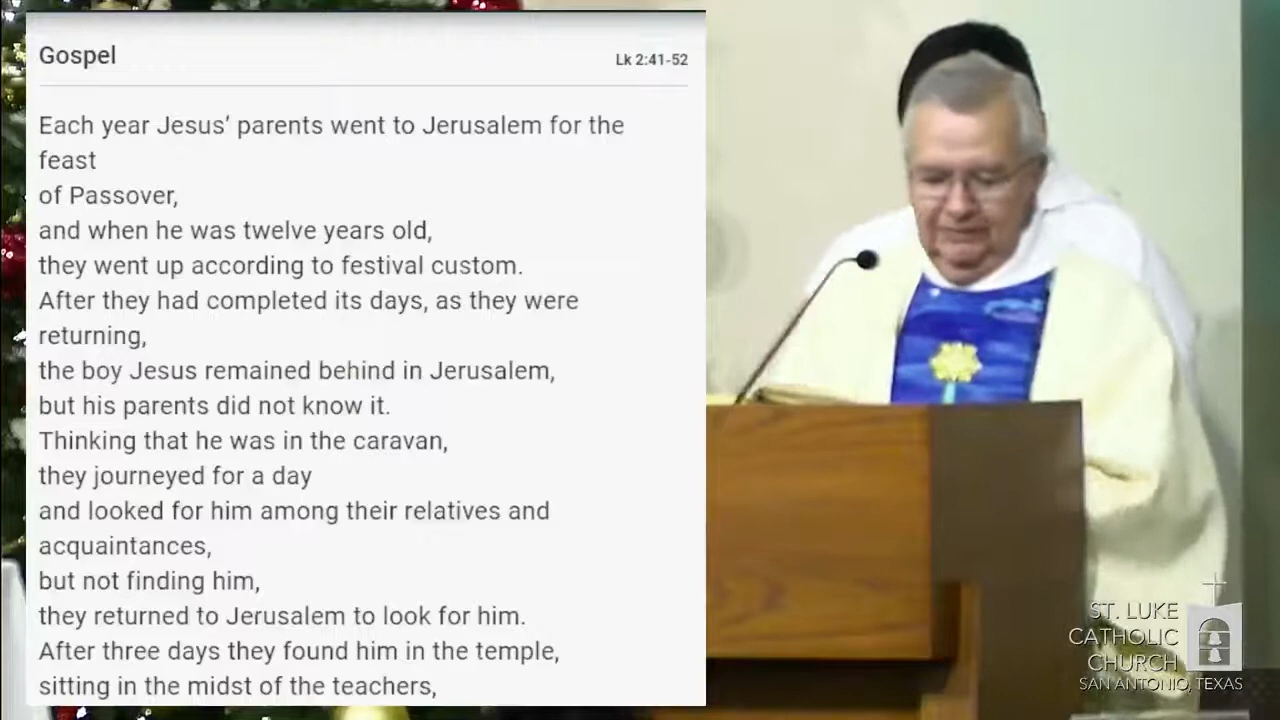 Gospel
Lk 2:41-52
Each year Jesus’ parents went to Jerusalem for the
feast
of Passover,
and when he was twelve years old,
they went up according to festival custom.
After they had completed its days, as they were
returning,
the boy Jesus remained behind in Jerusalem,
but his parents did not know it.
Thinking that he was in the caravan,
they journeyed for a day
and looked for him among their relatives and
acquaintances,
but not finding him,
they returned to Jerusalem to look for him.
After three days they found him in the temple,
sitting in the midst of the teachers,
ST. LUKE
CATHOLIC
CHURCH
SAN ANTONIO, TEXAS